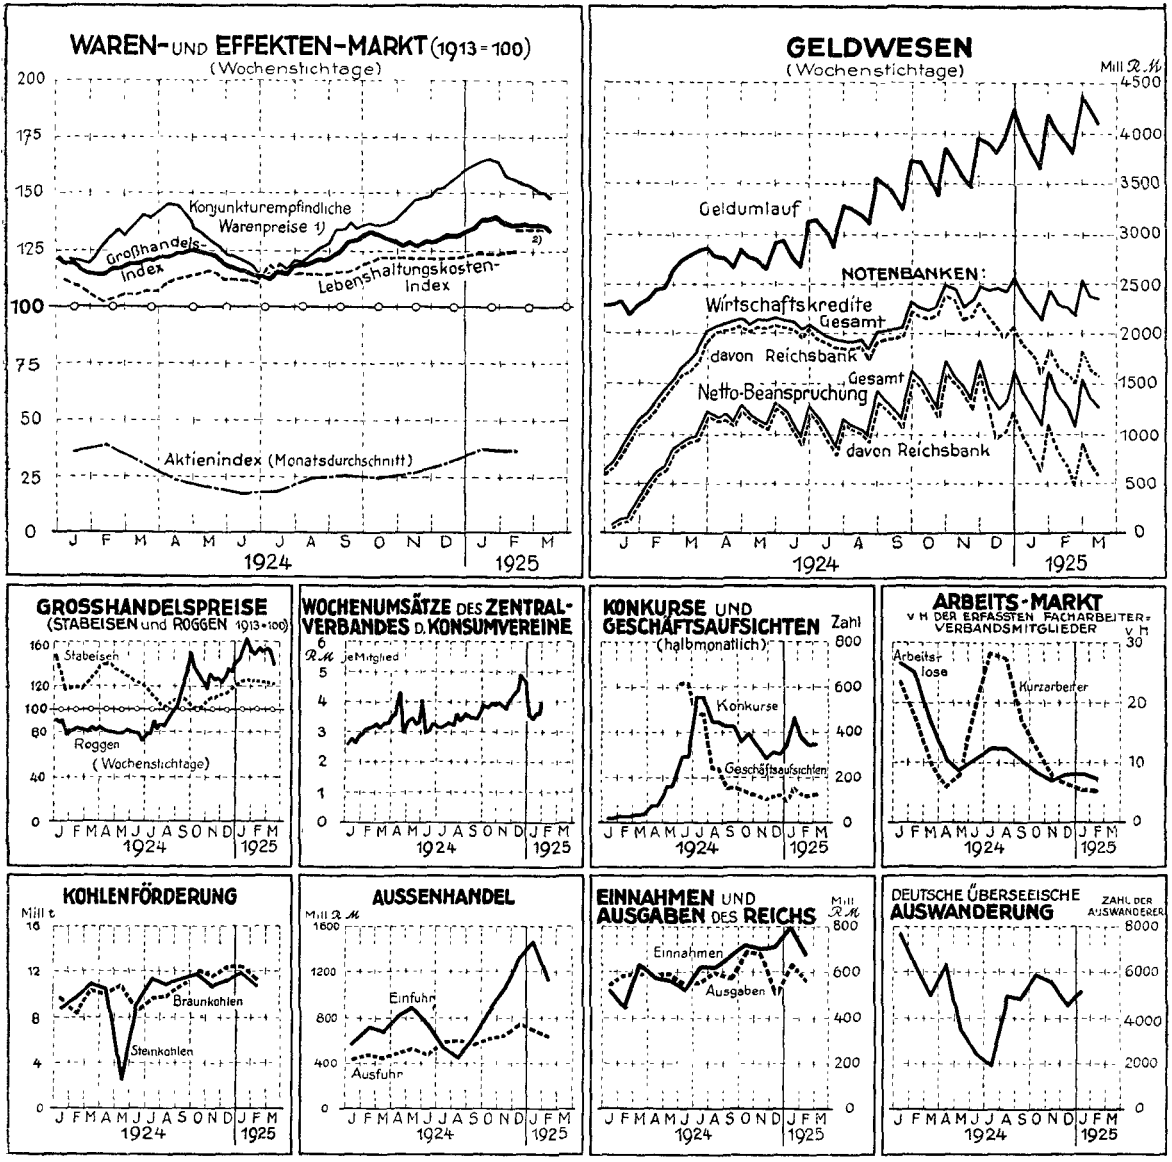 WAREN- UND EFFEKTEN-MARKT (1913=100)
(Wochenstichtage)
200
175
150
125
100
75
50
25
0
Konjunkturempfindliche
Warenpreise 1)
Großhandels-
Index
2)
Lebenshaltungskosten-
Index
Aktienindex (Monatsdurchschnitt)
J F M A M J J A S O N D J F M
1924 1925
GELDWESEN
(Wochenstichtage)
Mill R.M
4500
4000
3500
3000
2500
2000
1500
1000
500
0
Geldumlauf
NOTENBANKEN:
Wirtschaftskredite
Gesamt
davon Reichsbank
Gesamt
Netto-Beanspruchung
davon Reichsbank
J F M A M J J A S O N D J F M
1924 1925
GROSSHANDELSPREISE
(STABEISEN und ROGGEN 1913=100)
160
120
100
80
40
0
Stabeisen
Roggen
(Wochenstichtage)
J F M A M J J A S O N D J F M
1924 1925
WOCHENUMSÄTZE DES ZENTRAL-
VERBANDES D. KONSUMVEREINE
6
R.M je Mitglied
5
4
3
2
1
0
J F M A M J J A S O N D J F M
1924 1925
KONKURSE UND
GESCHÄFTSAUFSICHTEN
(halbmonatlich)
Zahl
800
600
400
200
0
Konkurse
Geschäftsaufsichten
J F M A M J J A S O N D J F M
1924 1925
ARBEITS-MARKT
v H DER ERFASSTEN FACHARBEITER=
VERBANDSMITGLIEDER v H
30
20
10
0
Arbeits-
lose
Kurzarbeiter
J F M A M J J A S O N D J F M
1924 1925
KOHLENFÖRDERUNG
Mill t
16
12
8
4
0
Braunkohlen
Steinkohlen
J F M A M J J A S O N D J F M
1924 1925
AUSSENHANDEL
Mill R.M
1600
1200
800
400
0
Einfuhr
Ausfuhr
J F M A M J J A S O N D J F M
1924 1925
EINNAHMEN UND
AUSGABEN DES REICHS
Mill
R.M
800
600
400
200
0
Einnahmen
Ausgaben
J F M A M J J A S O N D J F M
1924 1925
DEUTSCHE ÜBERSEEISCHE
AUSWANDERUNG
ZAHL DER
AUSWANDERER
8000
6000
4000
2000
0
J F M A M J J A S O N D J F M
1924 1925